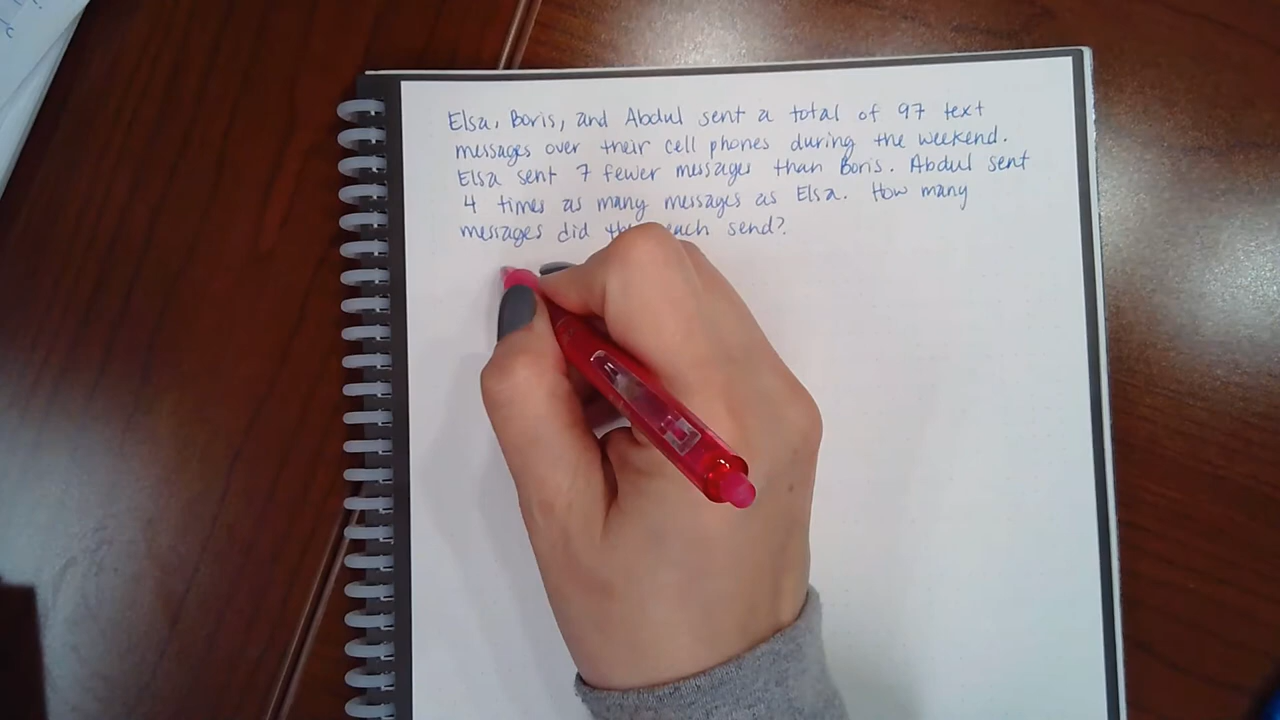 Elsa, Boris, and Abdul sent a total of 97 text
messages over their cell phones during the weekend.
Elsa sent 7 fewer messages than Boris. Abdul sent
4 times as many messages as Elsa. How many
messages did each send?